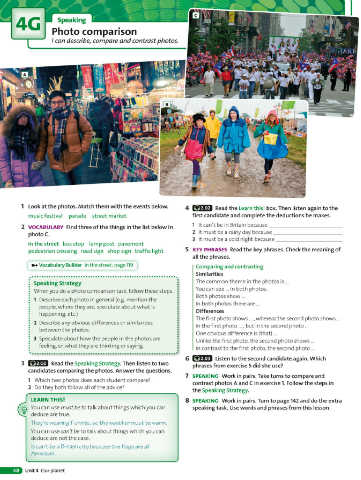 4G
Speaking
Photo comparison
I can describe, compare and contrast photos.
A
B
C
1 Look at the photos. Match them with the events below.
music festival parade street market
2 VOCABULARY Find three of the things in the list below in
photo C.
In the street bus stop lamp post pavement
pedestrian crossing road sign shop sign traffic light
Vocabulary Builder In the street: page 119
Speaking Strategy
When you do a photo comparison task, follow these steps.
1 Describe each photo in general (e.g. mention the
people, where they are, speculate about what is
happening, etc.)
2 Describe any obvious differences or similarities
between the photos.
3 Speculate about how the people in the photos are
feeling, or what they are thinking or saying.
3 Read the Speaking Strategy. Then listen to two
candidates comparing the photos. Answer the questions.
1 Which two photos does each student compare?
2 Do they both follow all of the advice?
LEARN THIS!
You can use must be to talk about things which you can
deduce are true.
They're wearing T-shirts, so the weather must be warm.
You can use can't be to talk about things which you can
deduce are not the case.
It can't be a British city because the flags are all
American.
4 2.02 Read the Learn this! box. Then listen again to the
first candidate and complete the deductions he makes.
1 It can't be in Britain because
2 It must be a rainy day because
3 It must be a cold night because
5 KEY PHRASES Read the key phrases. Check the meaning of
all the phrases.
Comparing and contrasting
Similarities
The common theme in the photos is …
You can see … in both photos.
Both photos show …
In both photos there are …
Differences
The first photo shows …, whereas the second photo shows …
In the first photo …, but in the second photo …
One obvious difference is (that) …
Unlike the first photo, the second photo shows …
In contrast to the first photo, the second photo …
6 Listen to the second candidate again. Which
phrases from exercise 5 did she use?
7 SPEAKING Work in pairs. Take turns to compare and
contrast photos A and C in exercise 1. Follow the steps in
the Speaking Strategy.
8 SPEAKING Work in pairs. Turn to page 142 and do the extra
speaking task. Use words and phrases from this lesson.
Unit 4 Our planet